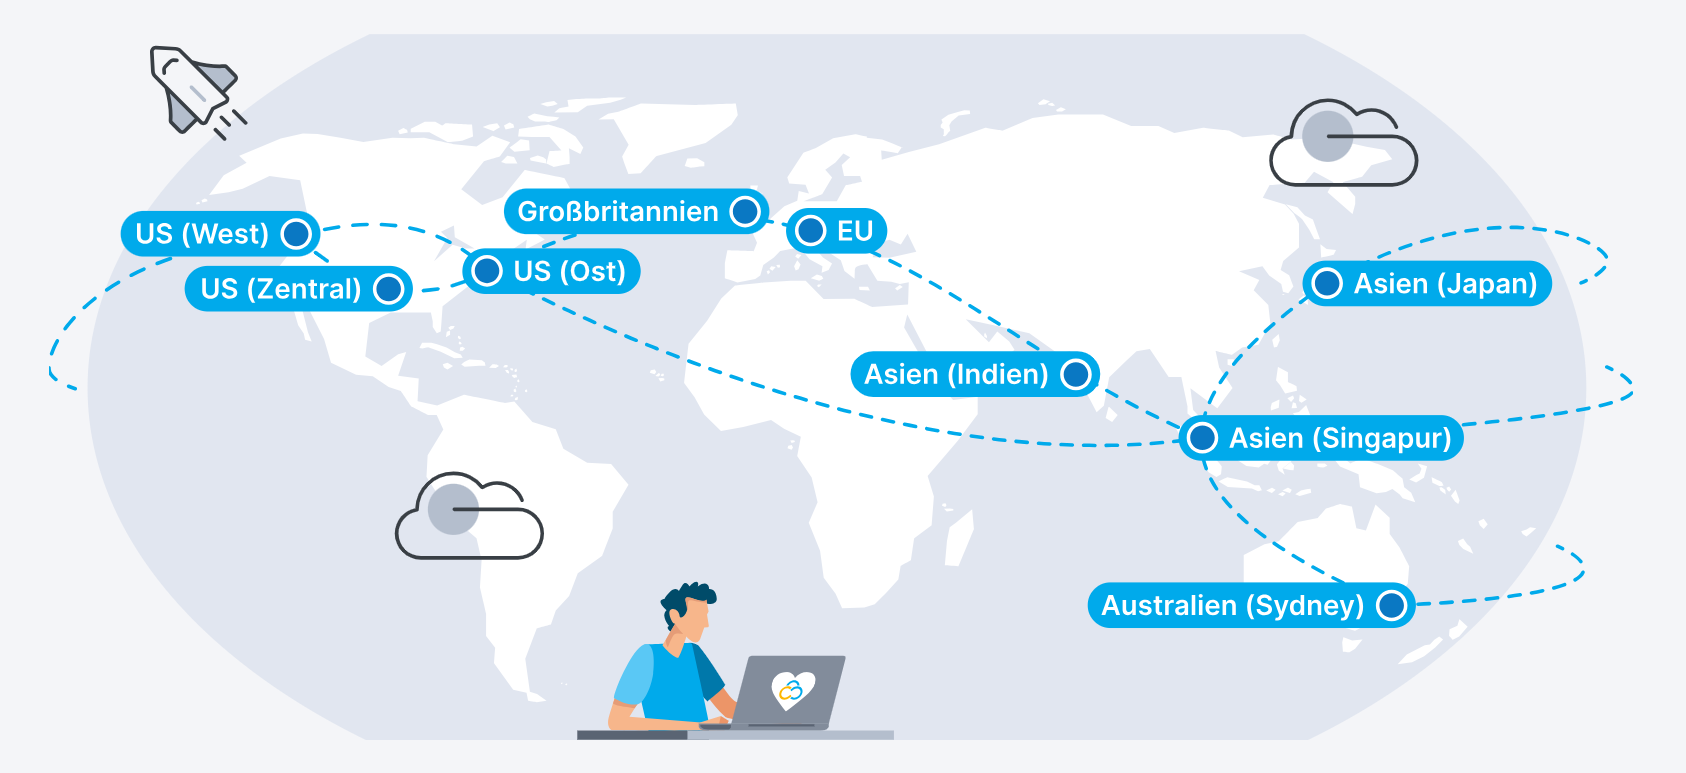 Großbritannien
US (West)
EU
US (Zentral)
US (Ost)
Asien (Japan)
Asien (Indien)
Asien (Singapur)
Australien (Sydney)